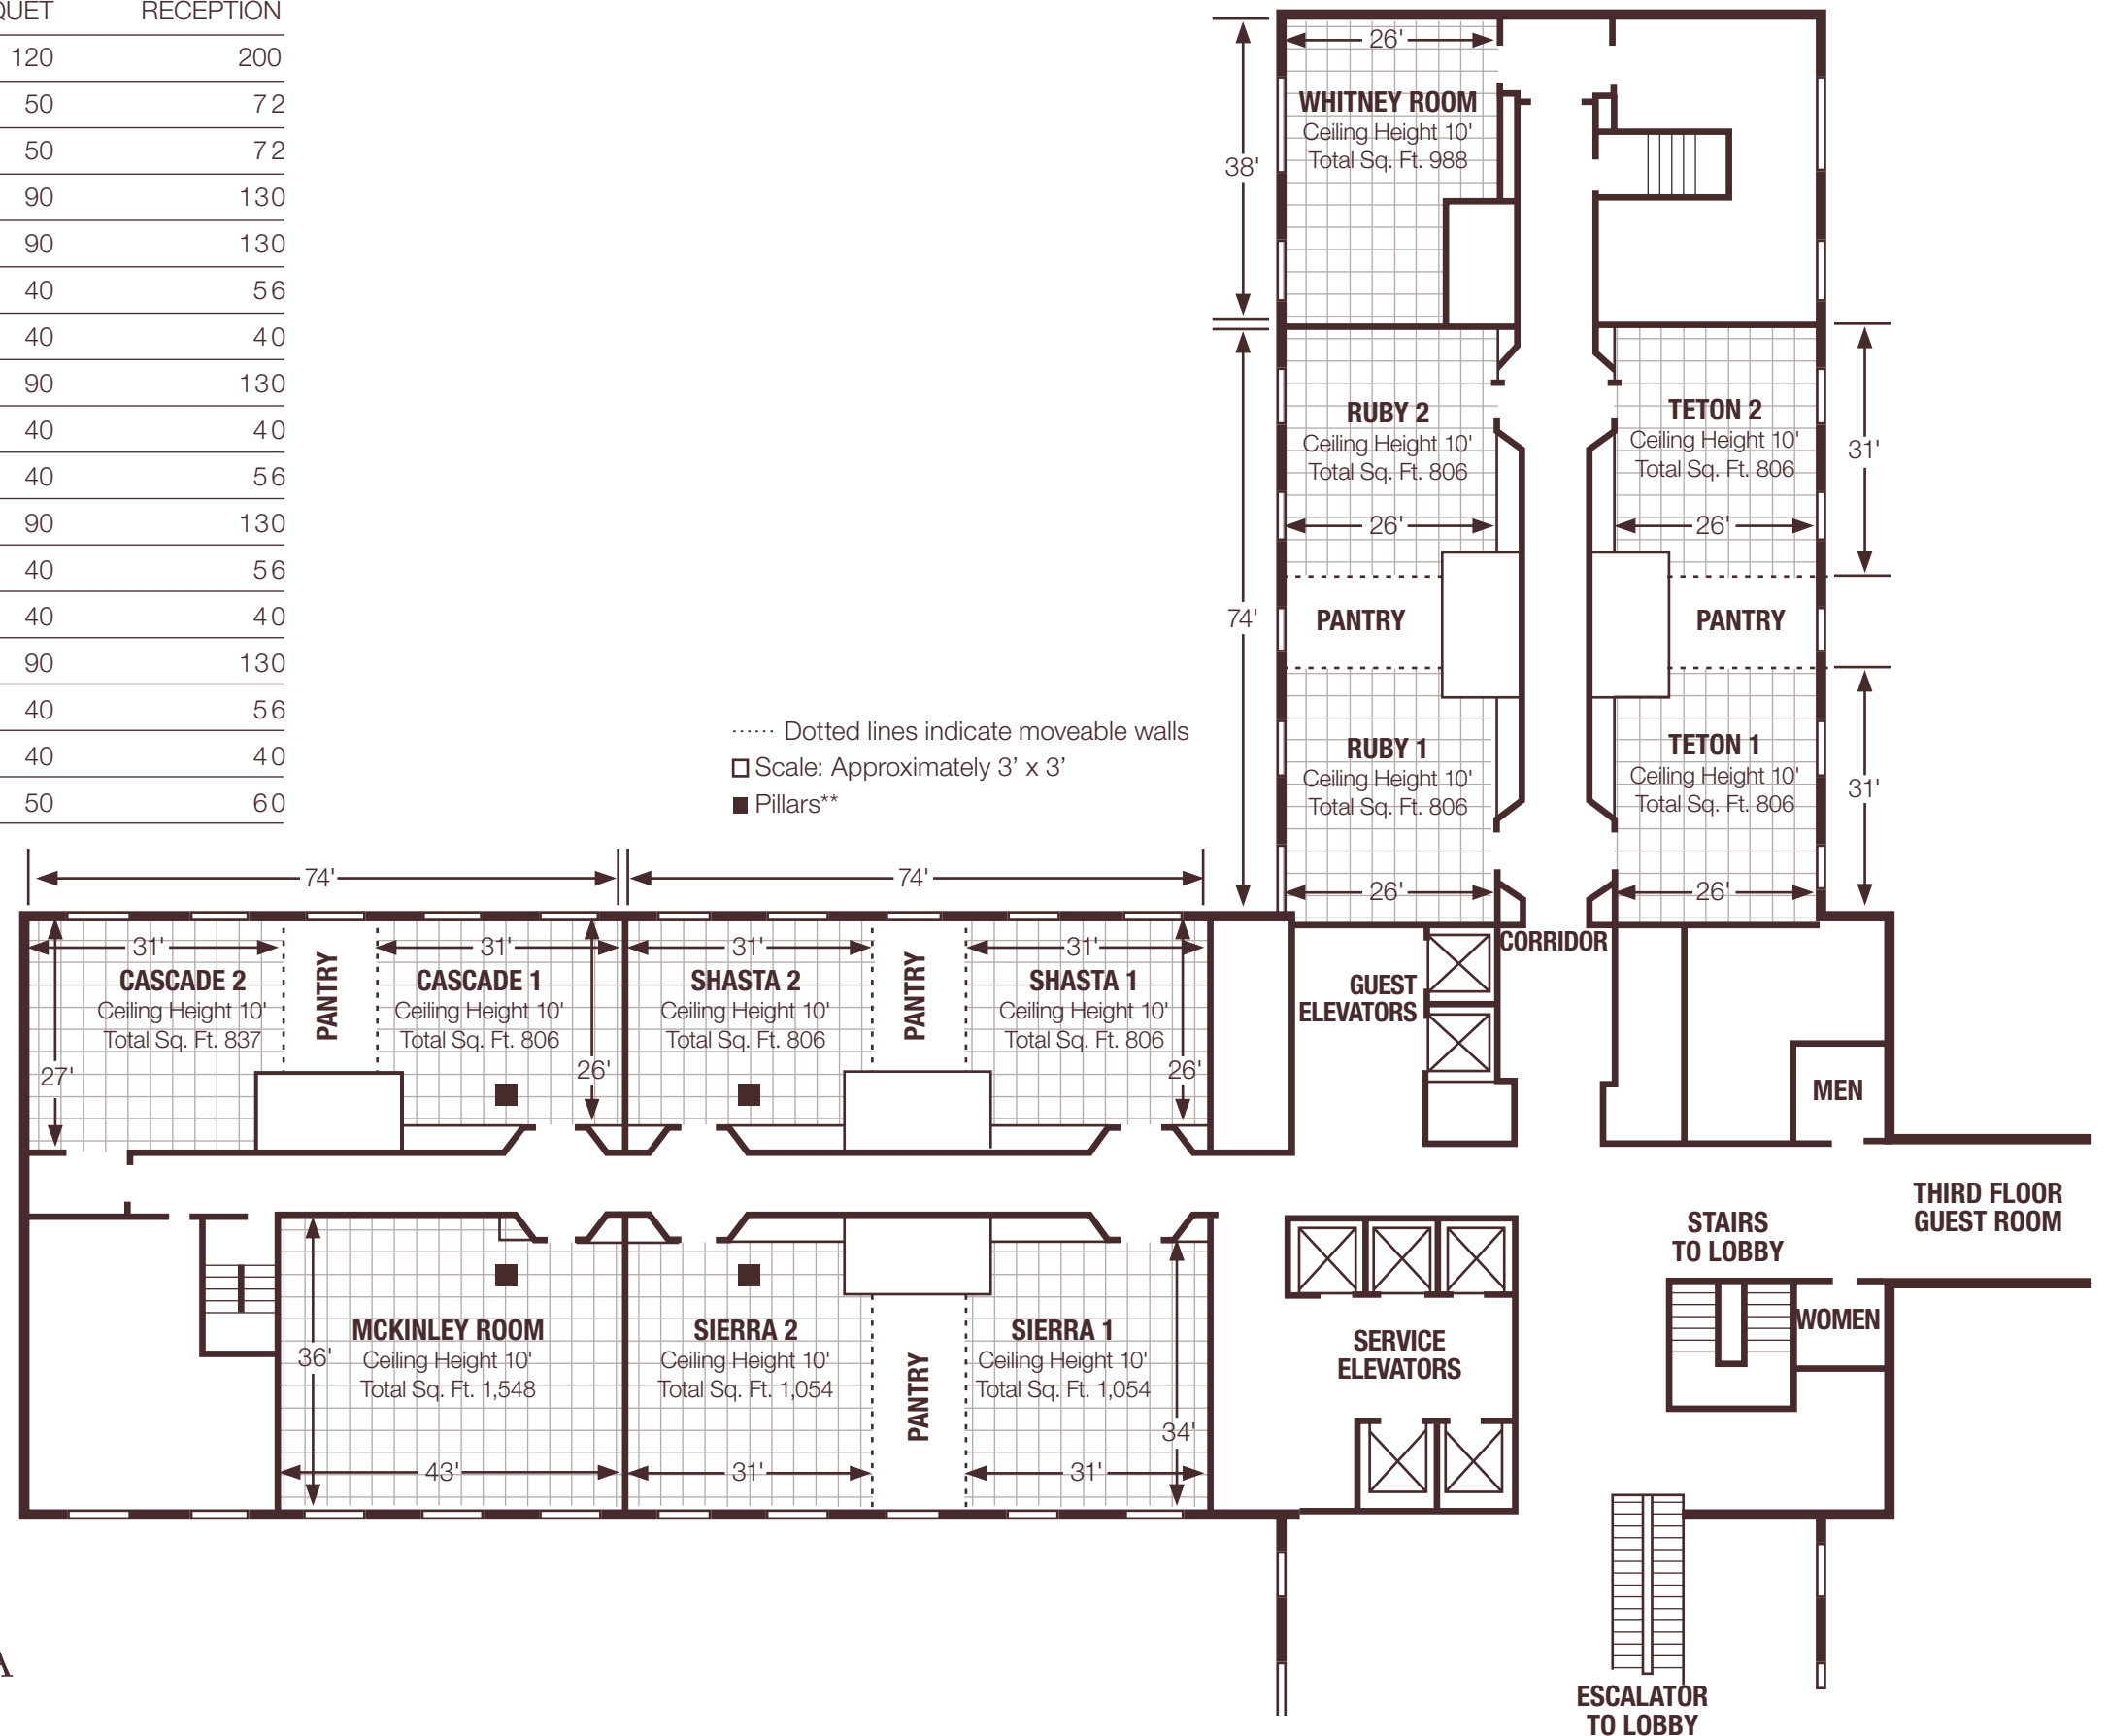 QUET RECEPTION
120 200
50 72
50 72
90 130
90 130
40 56
40 40
90 130
40 40
40 56
90 130
40 56
40 40
90 130
40 56
40 40
50 60
...... Dotted lines indicate moveable walls
Scale: Approximately 3’ x 3’
Pillars**
26'
WHITNEY ROOM
Ceiling Height 10'
Total Sq. Ft. 988
38'
RUBY 2
Ceiling Height 10'
Total Sq. Ft. 806
26'
TETON 2
Ceiling Height 10'
Total Sq. Ft. 806
26'
31'
74'
PANTRY
PANTRY
RUBY 1
Ceiling Height 10'
Total Sq. Ft. 806
26'
TETON 1
Ceiling Height 10'
Total Sq. Ft. 806
26'
31'
74'
74'
31'
CASCADE 2
Ceiling Height 10'
Total Sq. Ft. 837
27'
PANTRY
31'
CASCADE 1
Ceiling Height 10'
Total Sq. Ft. 806
26'
31'
SHASTA 2
Ceiling Height 10'
Total Sq. Ft. 806
PANTRY
31'
SHASTA 1
Ceiling Height 10'
Total Sq. Ft. 806
26'
CORRIDOR
GUEST
ELEVATORS
MEN
THIRD FLOOR
GUEST ROOM
STAIRS
TO LOBBY
WOMEN
MCKINLEY ROOM
Ceiling Height 10'
Total Sq. Ft. 1,548
36'
43'
SIERRA 2
Ceiling Height 10'
Total Sq. Ft. 1,054
31'
PANTRY
SIERRA 1
Ceiling Height 10'
Total Sq. Ft. 1,054
34'
31'
SERVICE
ELEVATORS
A
ESCALATOR
TO LOBBY